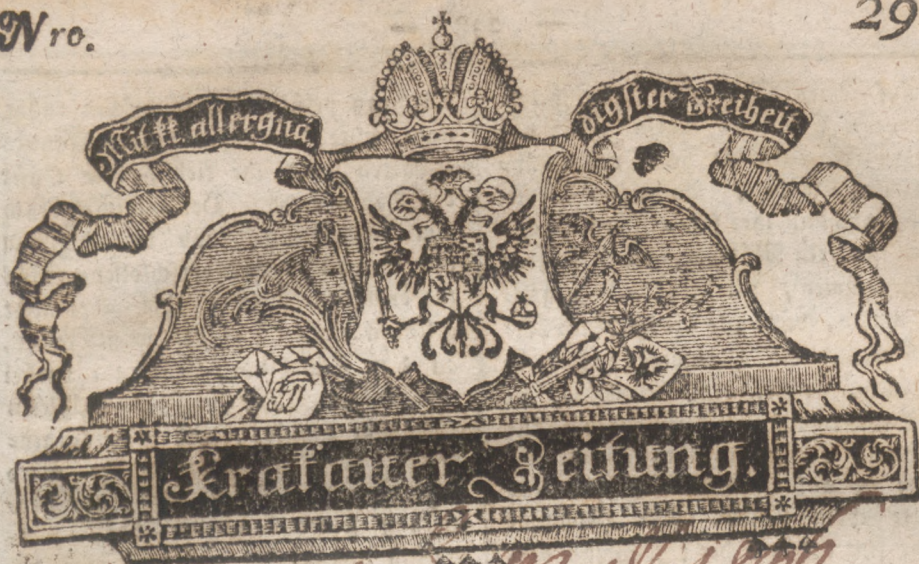 Nro. 29
Mit kk allergnä
digster Freiheit.
Krakauer Zeitung.